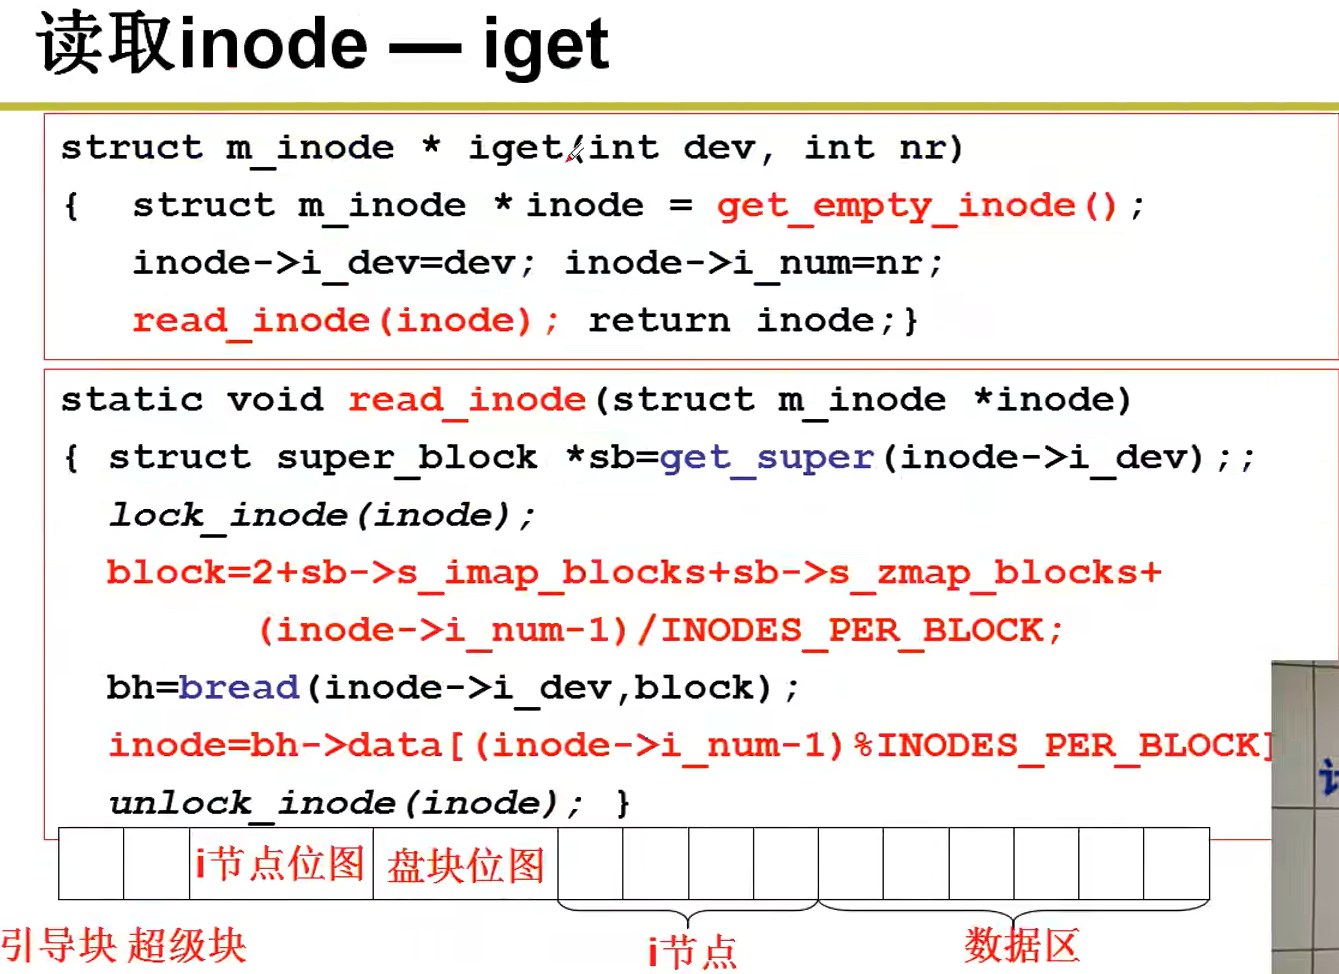 读取inode — iget
struct m_inode * iget(int dev, int nr)
{ struct m_inode * inode = get_empty_inode();
inode->i_dev=dev; inode->i_num=nr;
read_inode(inode); return inode;}
static void read_inode(struct m_inode *inode)
{ struct super_block *sb=get_super(inode->i_dev);;
lock_inode(inode);
block=2+sb->s_imap_blocks+sb->s_zmap_blocks+
(inode->i_num-1)/INODES_PER_BLOCK;
bh=bread(inode->i_dev,block);
inode=bh->data[(inode->i_num-1)%INODES_PER_BLOCK]
unlock_inode(inode); }
i节点位图 盘块位图
引导块 超级块 i节点 数据区